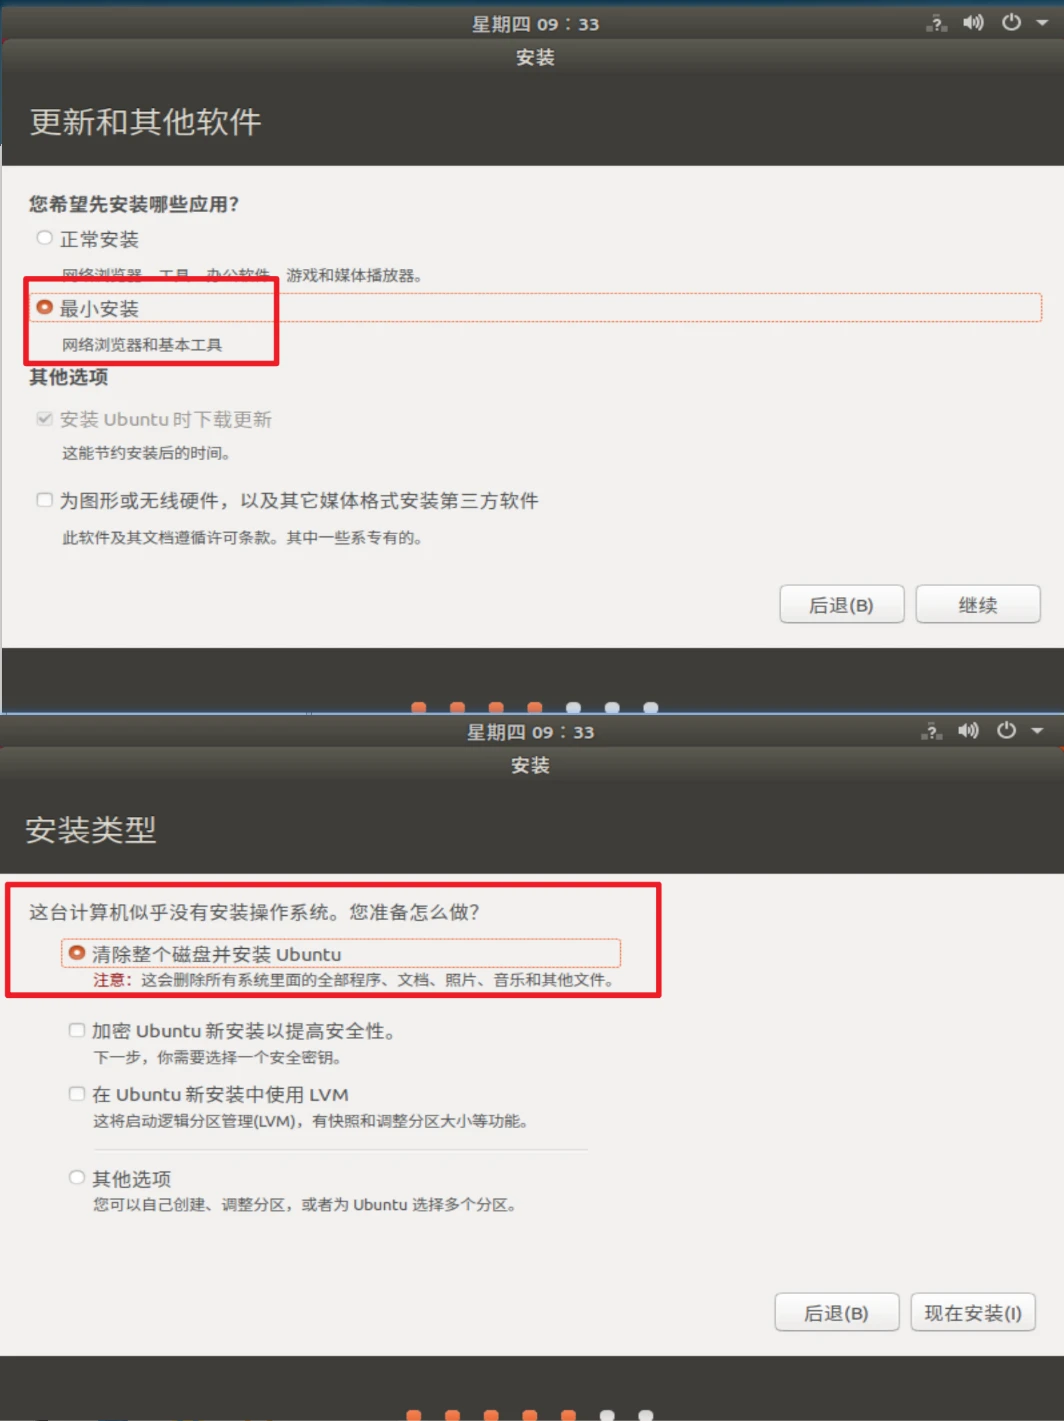 星期四 09：33
安装
更新和其他软件
您希望先安装哪些应用？
正常安装
网络浏览器、工具、办公软件、游戏和媒体播放器。
最小安装
网络浏览器和基本工具
其他选项
安装 Ubuntu 时下载更新
这能节约安装后的时间。
为图形或无线硬件，以及其它媒体格式安装第三方软件
此软件及其文档遵循许可条款。其中一些系专有的。
后退(B)
继续
星期四 09：33
安装
安装类型
这台计算机似乎没有安装操作系统。您准备怎么做？
清除整个磁盘并安装 Ubuntu
注意：这会删除所有系统里面的全部程序、文档、照片、音乐和其他文件。
加密 Ubuntu 新安装以提高安全性。
下一步，你需要选择一个安全密钥。
在 Ubuntu 新安装中使用 LVM
这将启动逻辑分区管理(LVM)，有快照和调整分区大小等功能。
其他选项
您可以自己创建、调整分区，或者为 Ubuntu 选择多个分区。
后退(B)
现在安装(I)